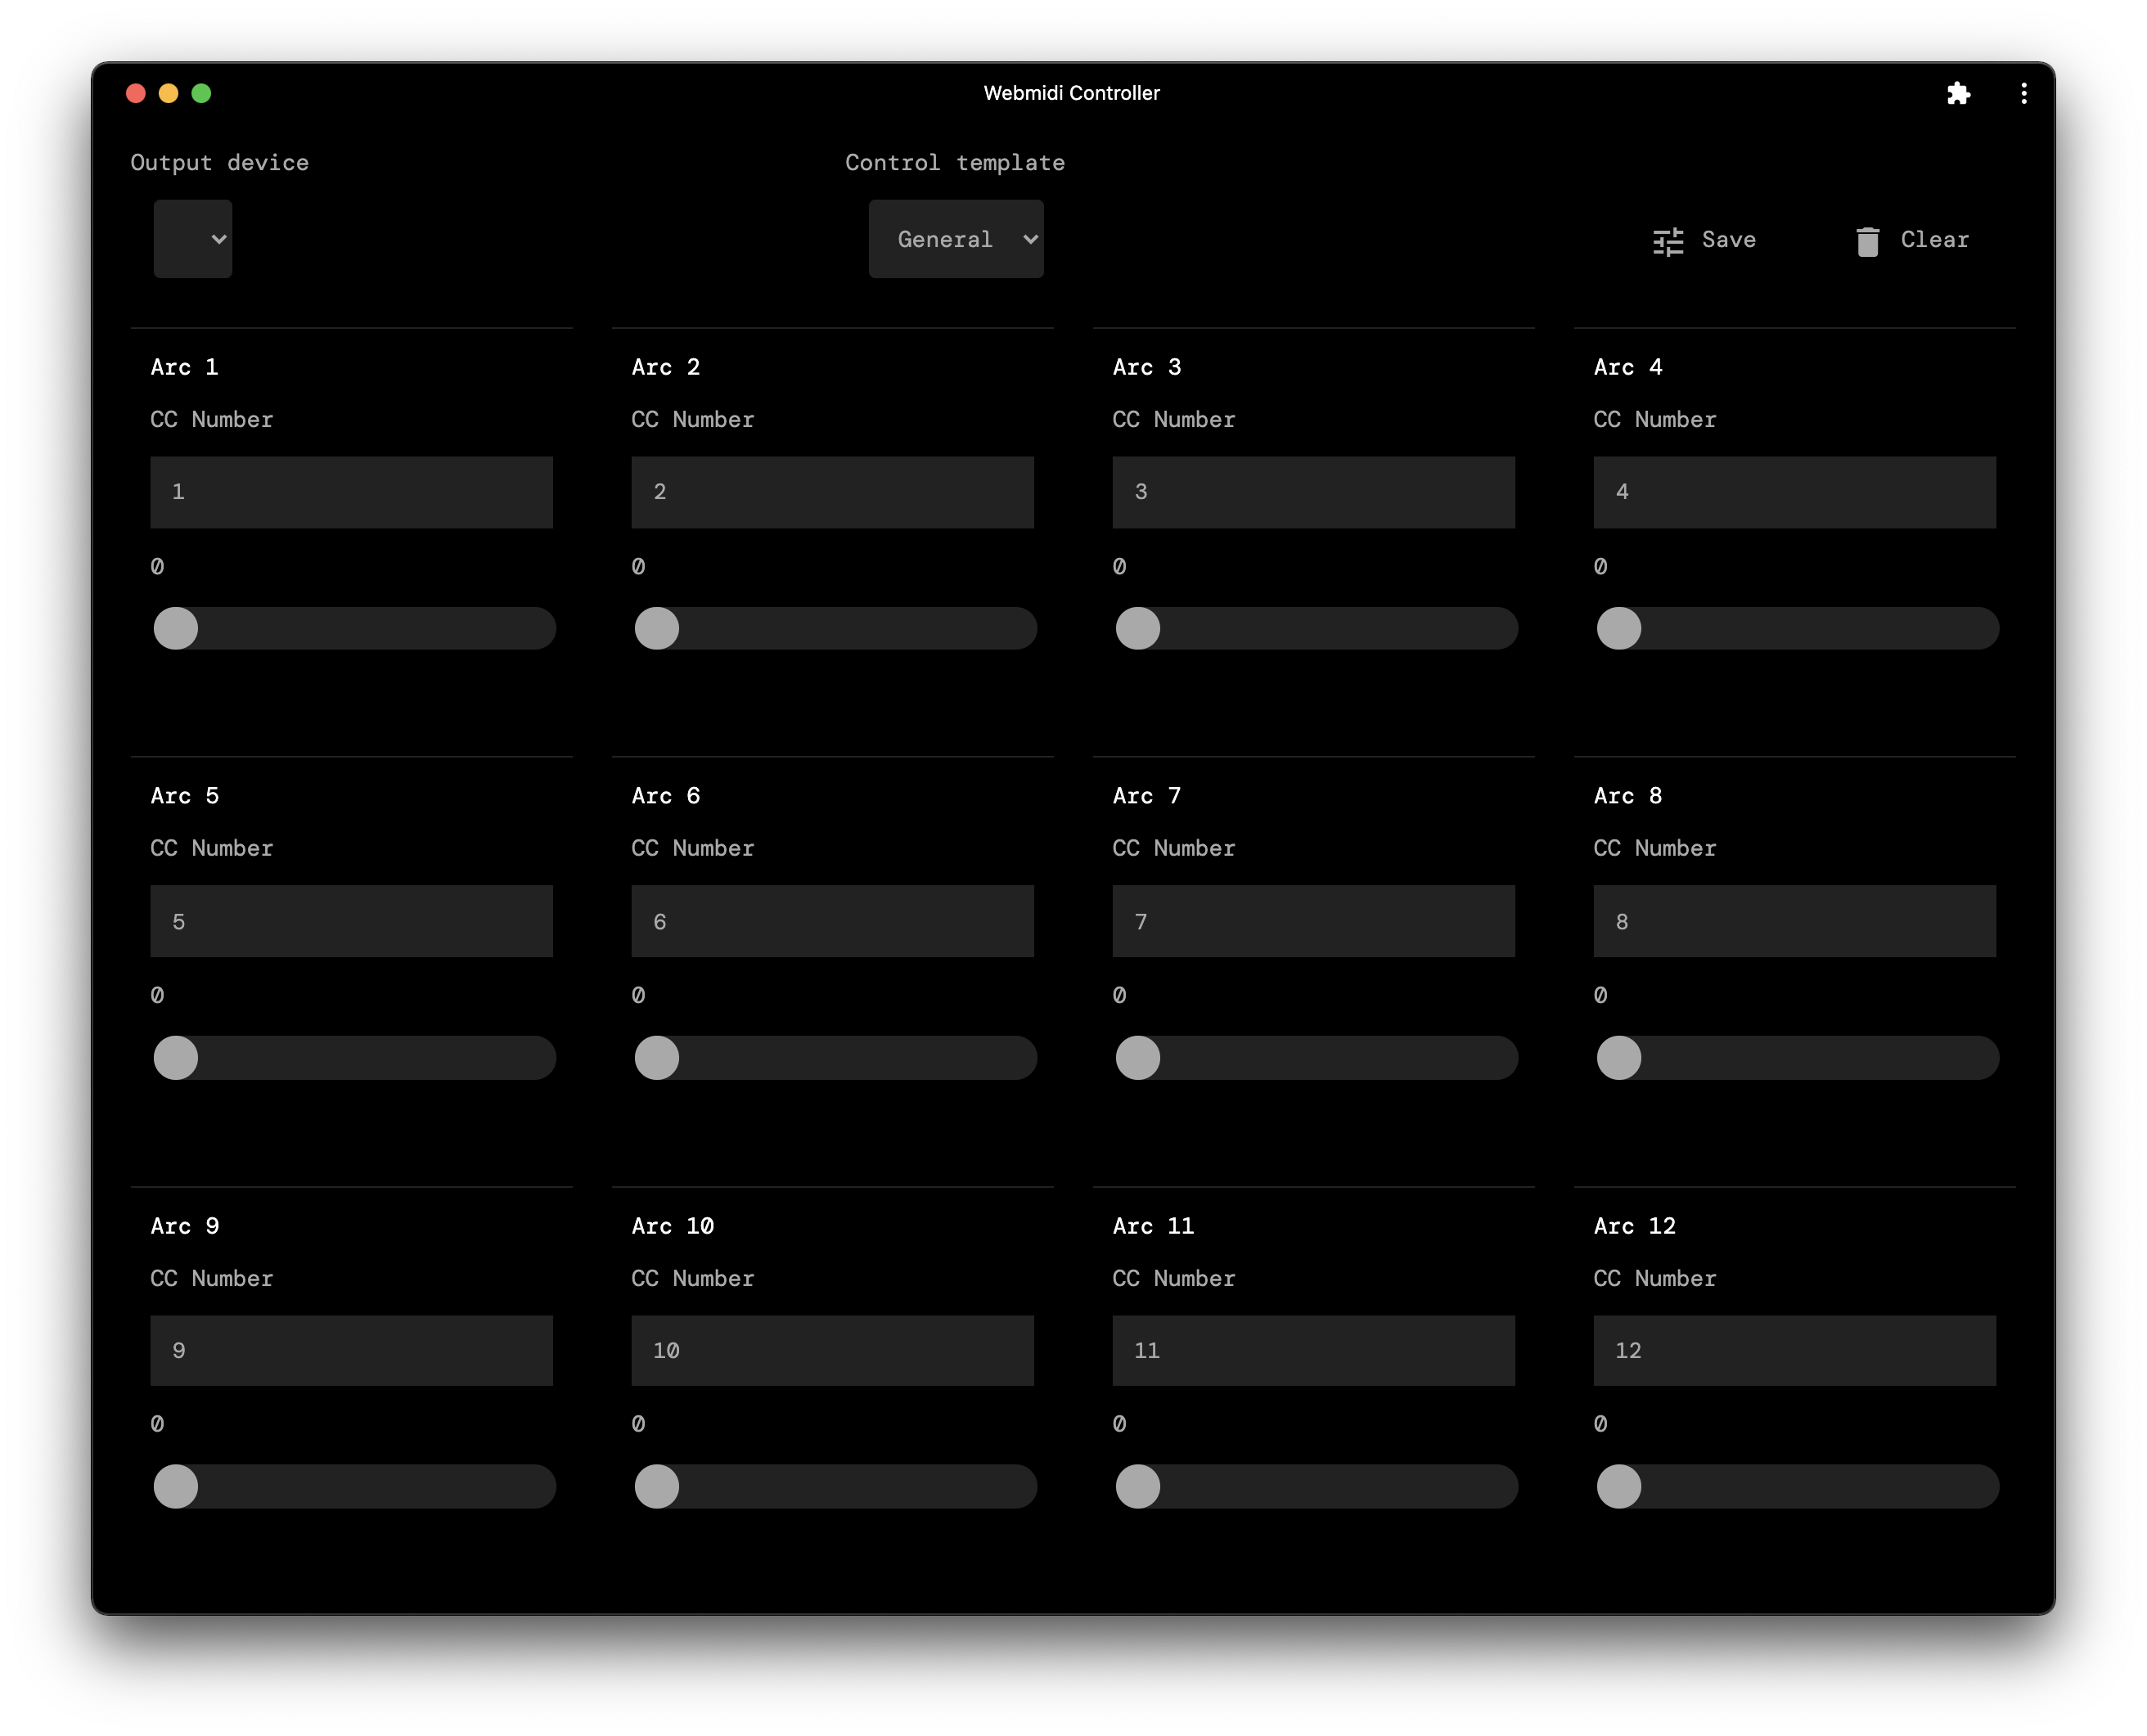 Webmidi Controller
Output device Control template
General Save Clear
Arc 1 Arc 2 Arc 3 Arc 4
CC Number CC Number CC Number CC Number
1 2 3 4
0 0 0 0
Arc 5 Arc 6 Arc 7 Arc 8
CC Number CC Number CC Number CC Number
5 6 7 8
0 0 0 0
Arc 9 Arc 10 Arc 11 Arc 12
CC Number CC Number CC Number CC Number
9 10 11 12
0 0 0 0